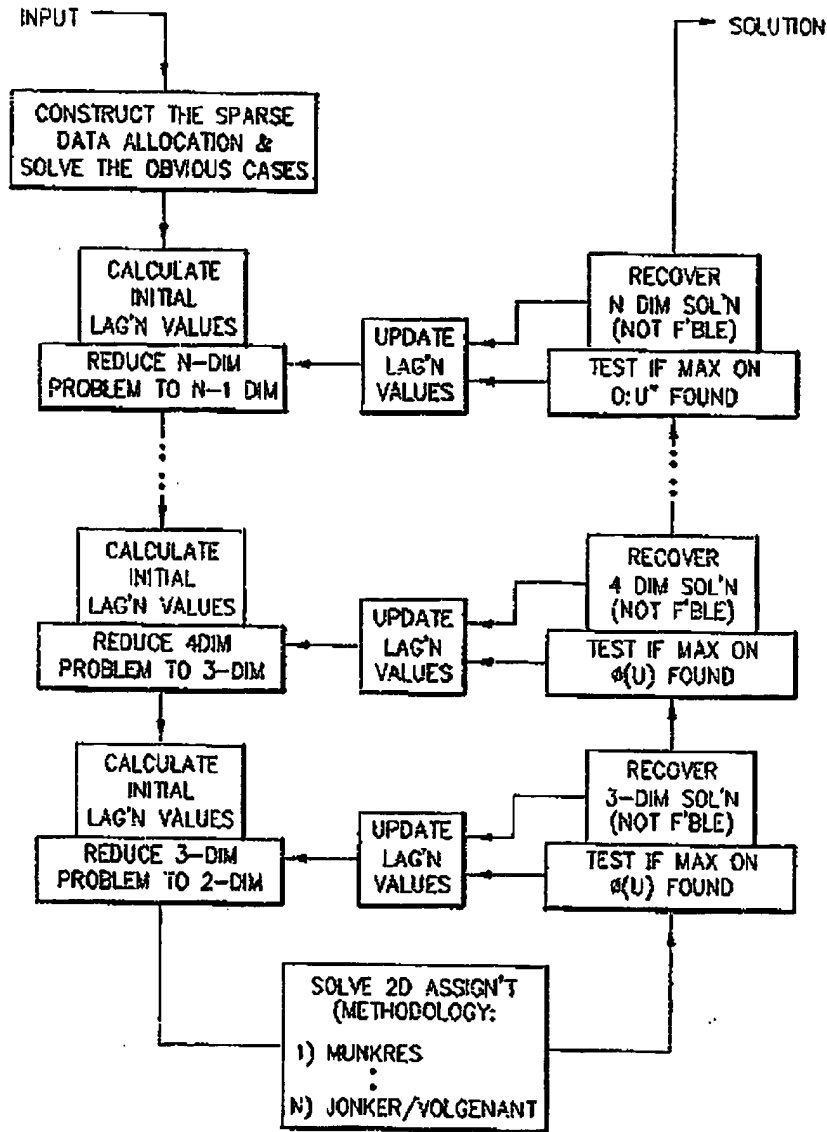 INPUT
SOLUTION
CONSTRUCT THE SPARSE
DATA ALLOCATION &
SOLVE THE OBVIOUS CASES
CALCULATE
INITIAL
LAG'N VALUES
REDUCE N-DIM
PROBLEM TO N-1 DIM
UPDATE
LAG'N
VALUES
RECOVER
N DIM SOL'N
(NOT F'BLE)
TEST IF MAX ON
O:U* FOUND
CALCULATE
INITIAL
LAG'N VALUES
REDUCE 4DIM
PROBLEM TO 3-DIM
UPDATE
LAG'N
VALUES
RECOVER
4 DIM SOL'N
(NOT F'BLE)
TEST IF MAX ON
ø(U) FOUND
CALCULATE
INITIAL
LAG'N VALUES
REDUCE 3-DIM
PROBLEM TO 2-DIM
UPDATE
LAG'N
VALUES
RECOVER
3-DIM SOL'N
(NOT F'BLE)
TEST IF MAX ON
ø(U) FOUND
SOLVE 2D ASSIGN'T
(METHODOLOGY:
1) MUNKRES
N) JONKER/VOLGENANT